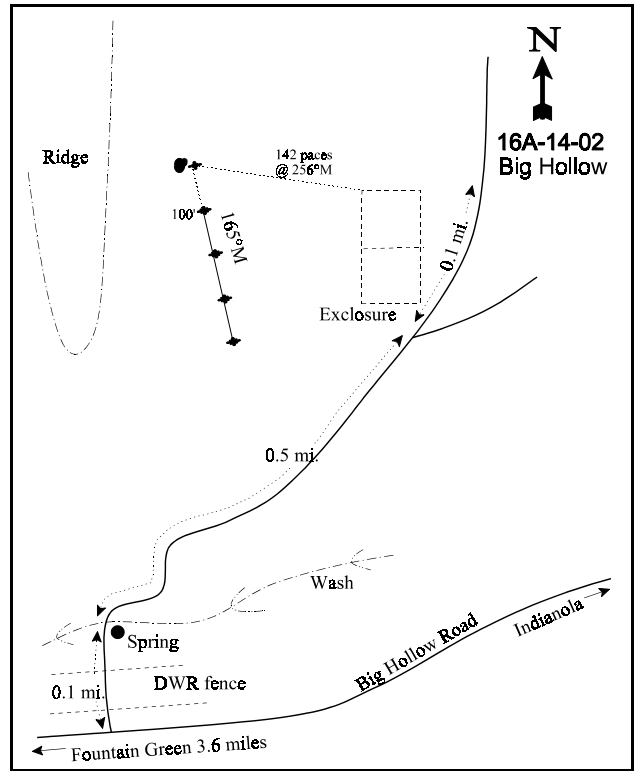 N
16A-14-02
Big Hollow
Ridge
142 paces
@ 256°M
100'
165°M
0.1 mi.
Exclosure
0.5 mi.
Wash
Spring
Indianola
Big Hollow Road
DWR fence
0.1 mi.
Fountain Green 3.6 miles